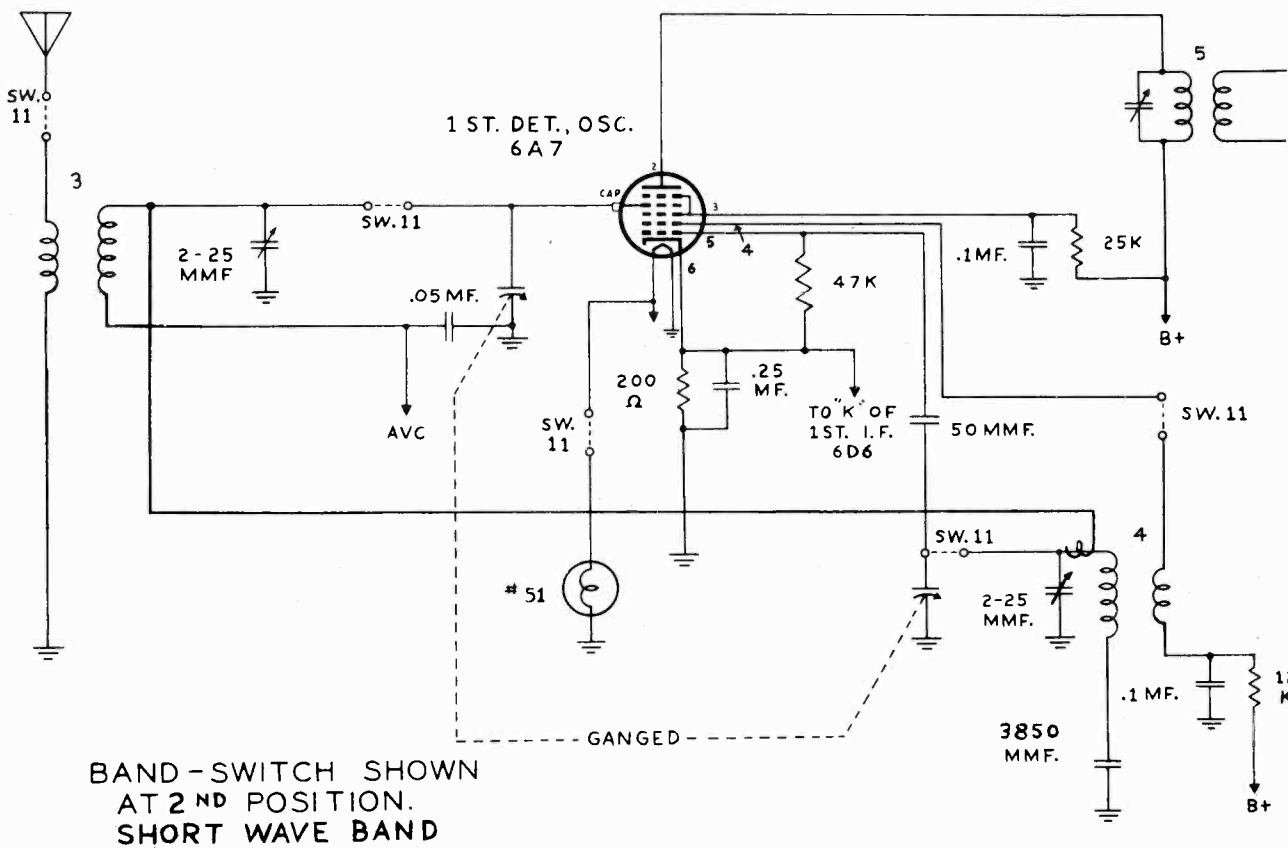 SW.
11
3
2-25
MMF
SW.11
.05 MF.
AVC
1 ST. DET., OSC.
6A7
2
CAP
3
4
5
6
5
.1MF.
25K
B+
47K
200
Ω
.25
MF.
TO "K" OF
1ST. I.F.
6D6
SW.
11
50 MMF.
SW.11
SW.11
4
# 51
2-25
MMF.
.1 MF.
3850
MMF.
B+
GANGED
BAND-SWITCH SHOWN
AT 2ND POSITION.
SHORT WAVE BAND